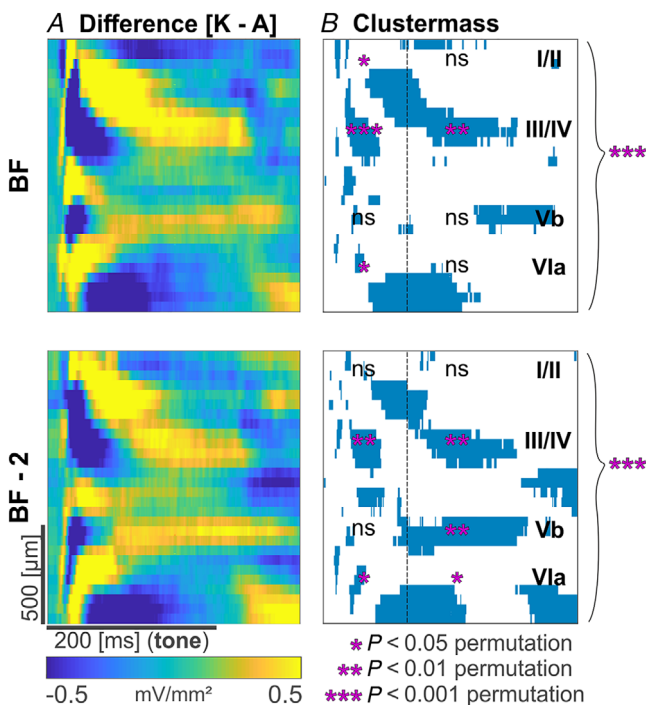 A Difference [K - A] B Clustermass
BF
* ns I/II
*** ** III/IV
***
ns ns Vb
* ns VIa
BF - 2
ns ns I/II
** ** III/IV
***
ns ** Vb
* * VIa
500 [µm]
200 [ms] (tone)
-0.5 mV/mm² 0.5
* P < 0.05 permutation
** P < 0.01 permutation
*** P < 0.001 permutation